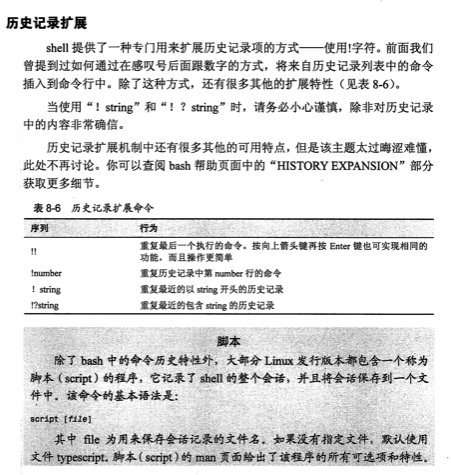 历史记录扩展
shell 提供了一种专门用来扩展历史记录项的方式——使用!字符。前面我们
曾提到过如何通过在感叹号后面跟数字的方式，将来自历史记录列表中的命令
插入到命令行中。除了这种方式，还有很多其他的扩展特性（见表 8-6）。
当使用“！string”和“！？string”时，请务必小心谨慎，除非对历史记录
中的内容非常确信。
历史记录扩展机制中还有很多其他的可用特点，但是该主题太过晦涩难懂，
此处不再讨论。你可以查阅 bash 帮助页面中的“HISTORY EXPANSION”部分
获取更多细节。
表 8-6 历史记录扩展命令
序列 行为
!! 重复最后一个执行的命令。按向上箭头键再按 Enter 键也可实现相同的
功能，而且操作更简单
!number 重复历史记录中第 number 行的命令
！string 重复最近的以 string 开头的历史记录
!?string 重复最近的包含 string 的历史记录
脚本
除了 bash 中的命令历史特性外，大部分 Linux 发行版本都包含一个称为
脚本（script）的程序，它记录了 shell 的整个会话，并且将会话保存到一个文
件中。该命令的基本语法是：
script [file]
其中 file 为用来保存会话记录的文件名。如果没有指定文件，默认使用
文件 typescript。脚本（script）的 man 页面给出了该程序的所有可选项和特性。